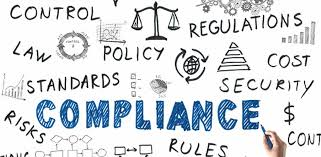 CONTROL
REGULATIONS
LAW
POLICY
COST
STANDARDS
SECURITY
COMPLIANCE
$
RISKS
RULES
CONT